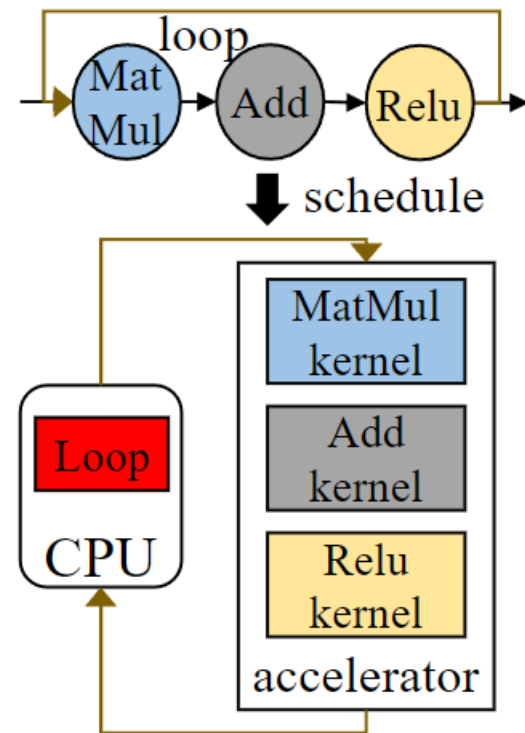 loop
Mat
Mul
Add
Relu
schedule
MatMul
kernel
Add
kernel
Relu
kernel
accelerator
Loop
CPU